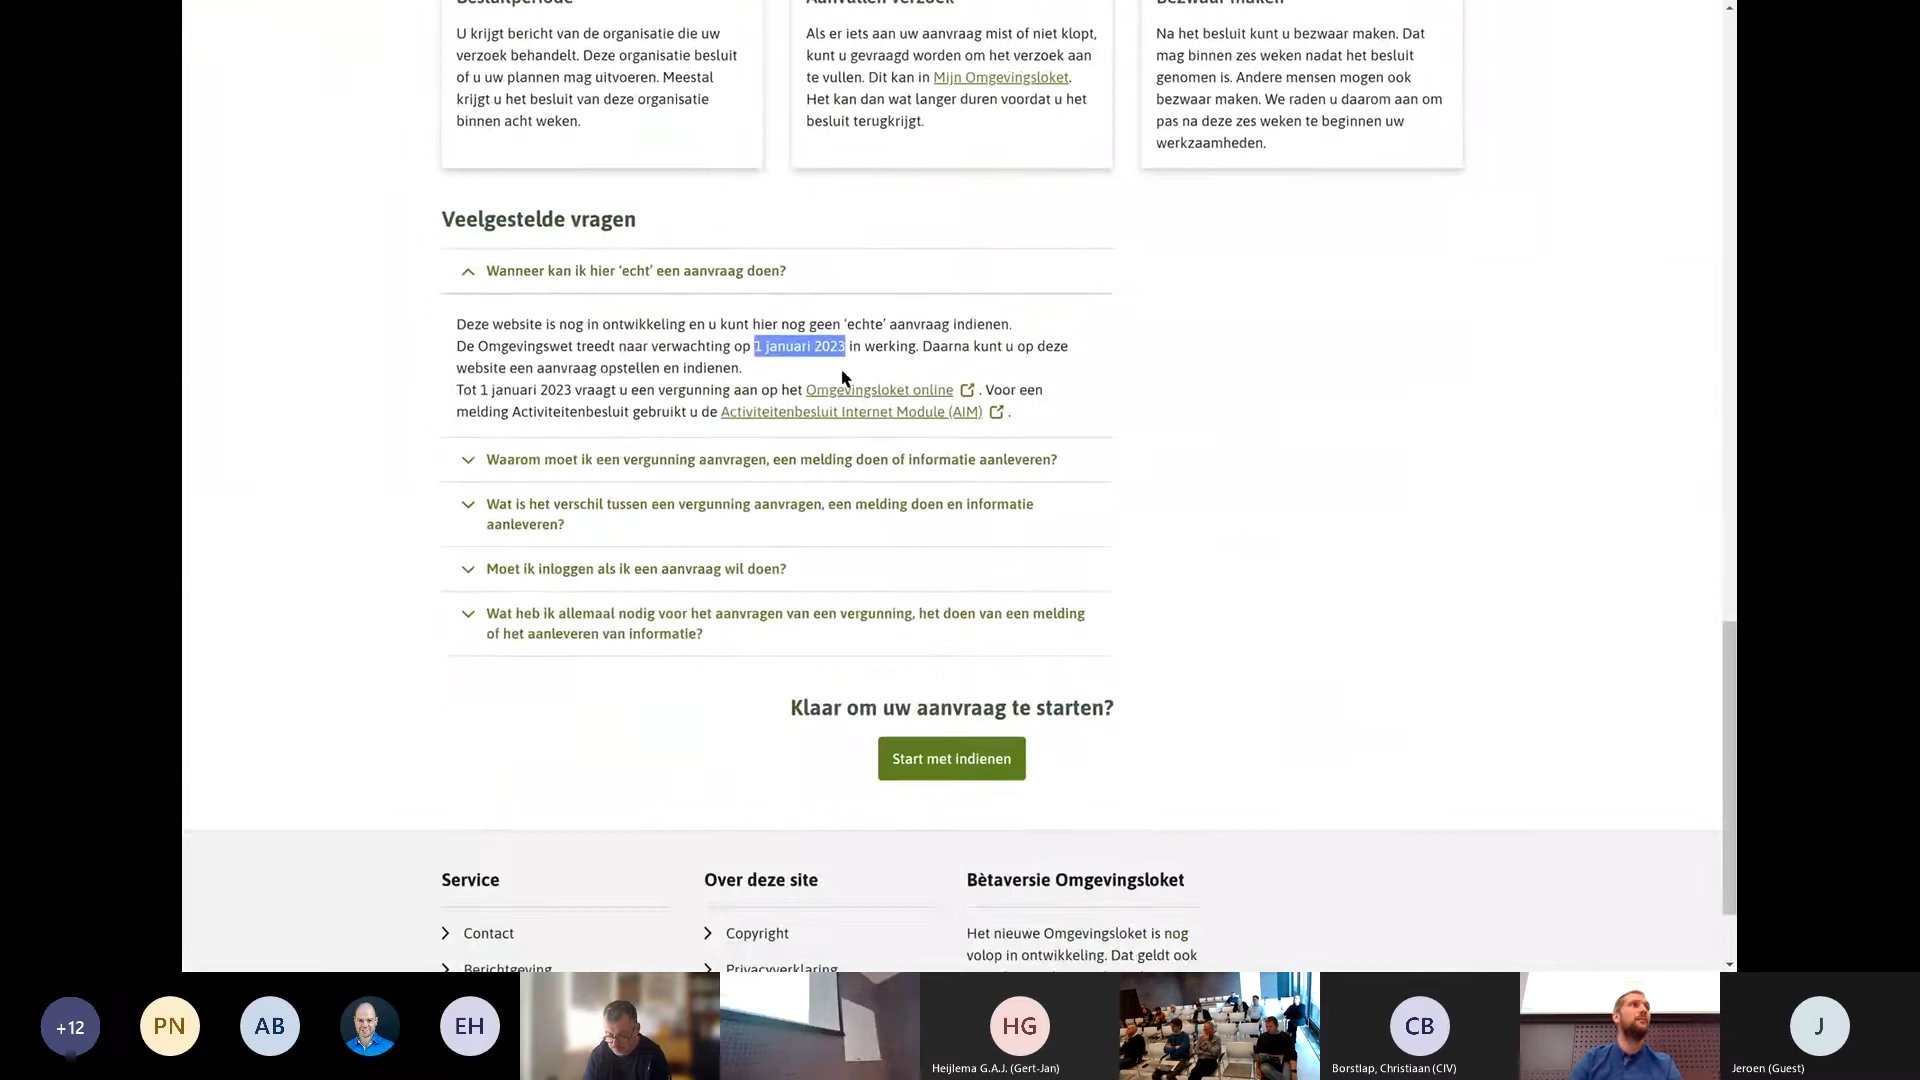 Besluitperiode
U krijgt bericht van de organisatie die uw
verzoek behandelt. Deze organisatie besluit
of u uw plannen mag uitvoeren. Meestal
krijgt u het besluit van deze organisatie
binnen acht weken.
Aanvullen verzoek
Als er iets aan uw aanvraag mist of niet klopt,
kunt u gevraagd worden om het verzoek aan
te vullen. Dit kan in Mijn Omgevingsloket.
Het kan dan wat langer duren voordat u het
besluit terugkrijgt.
Bezwaar maken
Na het besluit kunt u bezwaar maken. Dat
mag binnen zes weken nadat het besluit
genomen is. Andere mensen mogen ook
bezwaar maken. We raden u daarom aan om
pas na deze zes weken te beginnen uw
werkzaamheden.
Veelgestelde vragen
Wanneer kan ik hier ‘echt’ een aanvraag doen?
Deze website is nog in ontwikkeling en u kunt hier nog geen ‘echte’ aanvraag indienen.
De Omgevingswet treedt naar verwachting op 1 januari 2023 in werking. Daarna kunt u op deze
website een aanvraag opstellen en indienen.
Tot 1 januari 2023 vraagt u een vergunning aan op het Omgevingsloket online . Voor een
melding Activiteitenbesluit gebruikt u de Activiteitenbesluit Internet Module (AIM) .
Waarom moet ik een vergunning aanvragen, een melding doen of informatie aanleveren?
Wat is het verschil tussen een vergunning aanvragen, een melding doen en informatie
aanleveren?
Moet ik inloggen als ik een aanvraag wil doen?
Wat heb ik allemaal nodig voor het aanvragen van een vergunning, het doen van een melding
of het aanleveren van informatie?
Klaar om uw aanvraag te starten?
Start met indienen
Service
Contact
Berichtgeving
Over deze site
Copyright
Privacyverklaring
Bètaversie Omgevingsloket
Het nieuwe Omgevingsloket is nog
volop in ontwikkeling. Dat geldt ook
+12
PN
AB
EH
HG
Heijlema G.A.J. (Gert-Jan)
CB
Borstlap, Christiaan (CIV)
J
Jeroen (Guest)